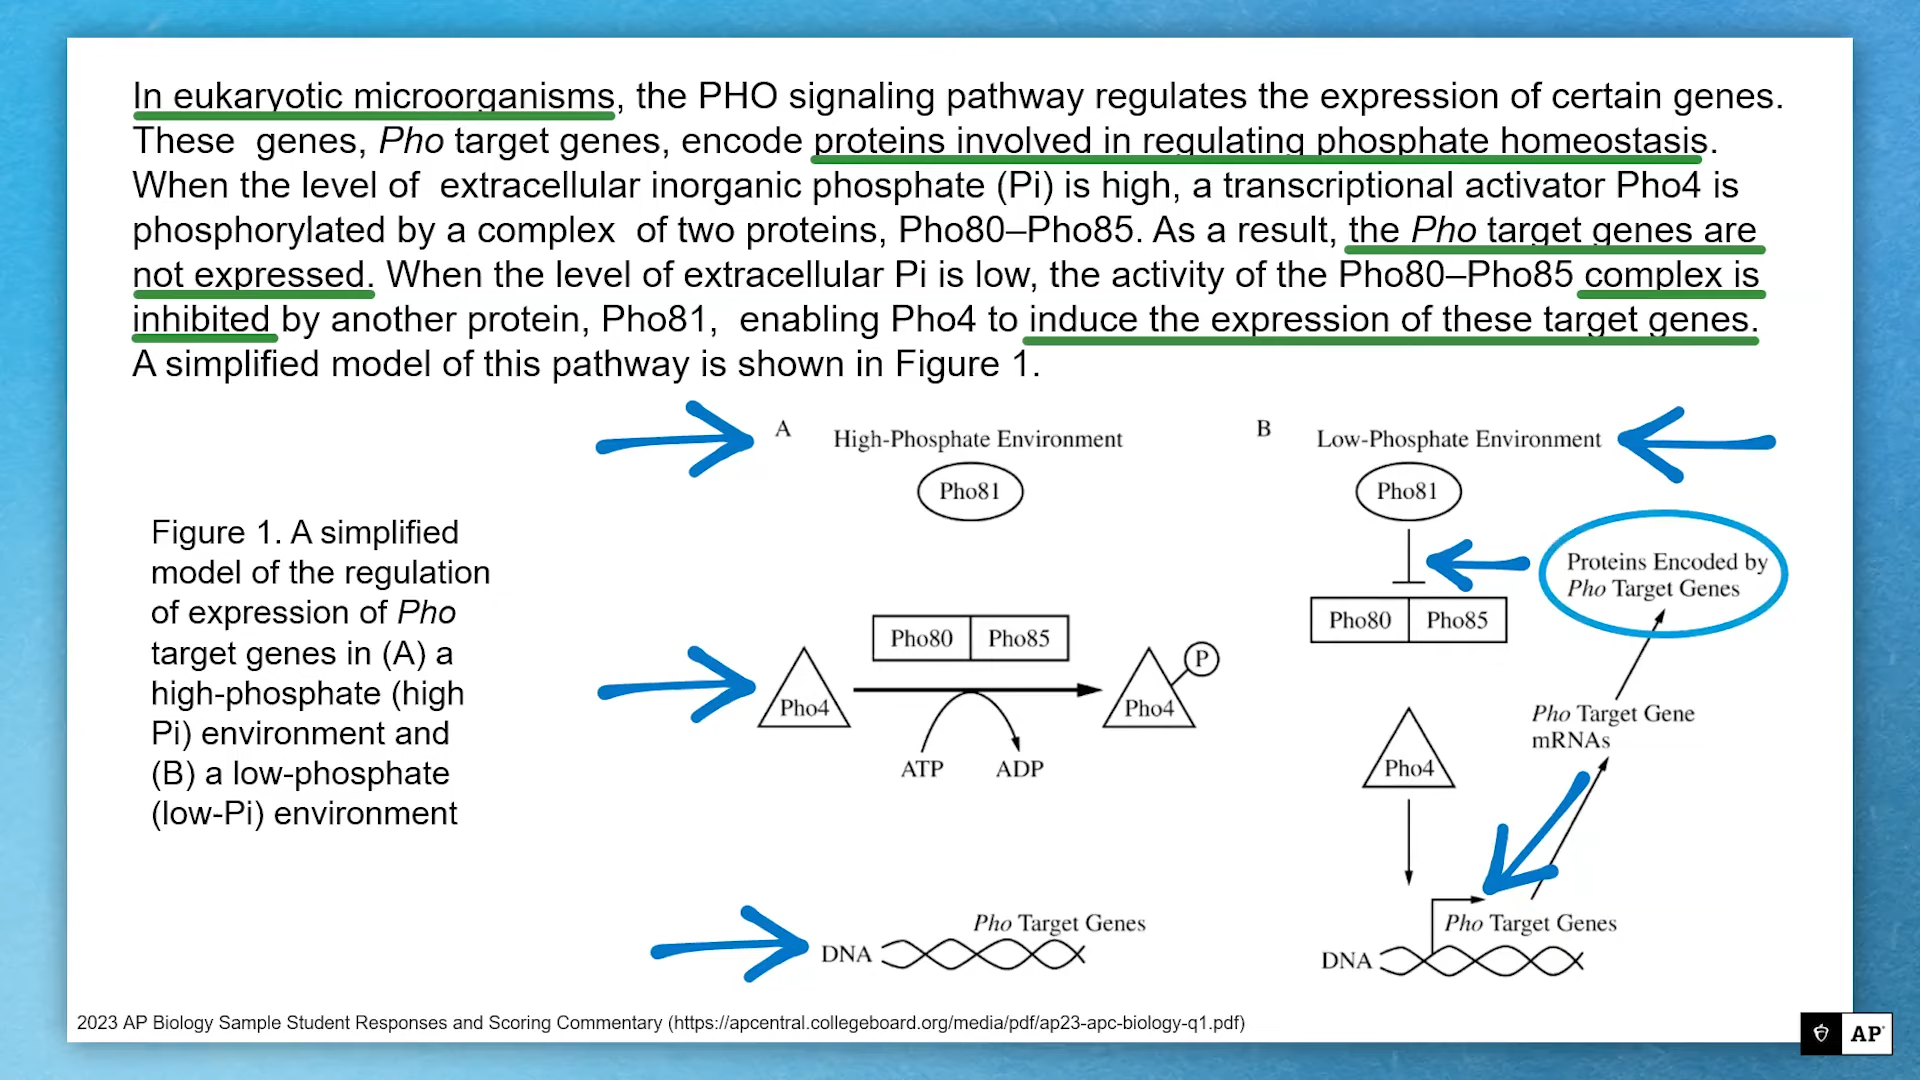 In eukaryotic microorganisms, the PHO signaling pathway regulates the expression of certain genes.
These genes, Pho target genes, encode proteins involved in regulating phosphate homeostasis.
When the level of extracellular inorganic phosphate (Pi) is high, a transcriptional activator Pho4 is
phosphorylated by a complex of two proteins, Pho80–Pho85. As a result, the Pho target genes are
not expressed. When the level of extracellular Pi is low, the activity of the Pho80–Pho85 complex is
inhibited by another protein, Pho81, enabling Pho4 to induce the expression of these target genes.
A simplified model of this pathway is shown in Figure 1.
Figure 1. A simplified
model of the regulation
of expression of Pho
target genes in (A) a
high-phosphate (high
Pi) environment and
(B) a low-phosphate
(low-Pi) environment
A
High-Phosphate Environment
Pho81
Pho80 Pho85
Pho4
Pho4
P
ATP
ADP
Pho Target Genes
DNA
B
Low-Phosphate Environment
Pho81
Pho80 Pho85
Proteins Encoded by
Pho Target Genes
Pho Target Gene
mRNAs
Pho4
Pho Target Genes
DNA
2023 AP Biology Sample Student Responses and Scoring Commentary (https://apcentral.collegeboard.org/media/pdf/ap23-apc-biology-q1.pdf)
AP